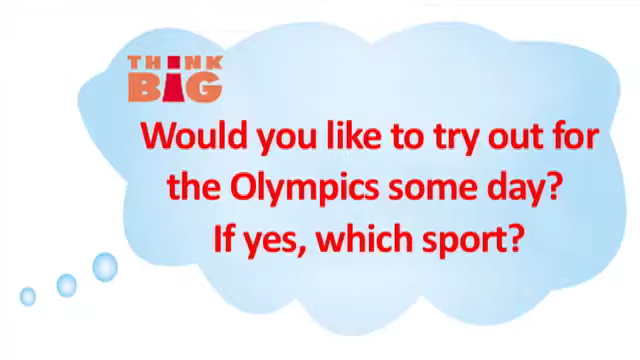 THiNK
BiG
Would you like to try out for
the Olympics some day?
If yes, which sport?